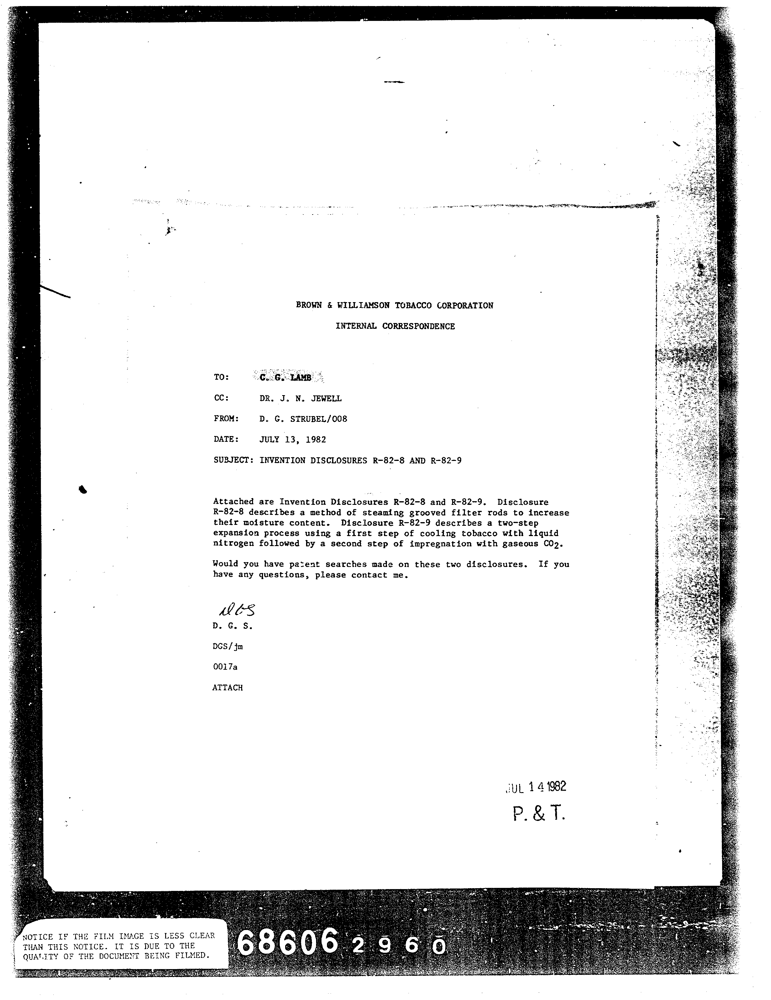 BROWN & WILLIAMSON TOBACCO CORPORATION
INTERNAL CORRESPONDENCE
TO: C. G. LAMB
CC: DR. J. N. JEWELL
FROM: D. G. STRUBEL/008
DATE: JULY 13, 1982
SUBJECT: INVENTION DISCLOSURES R-82-8 AND R-82-9
Attached are Invention Disclosures R-82-8 and R-82-9. Disclosure
R-82-8 describes a method of steaming grooved filter rods to increase
their moisture content. Disclosure R-82-9 describes a two-step
expansion process using a first step of cooling tobacco with liquid
nitrogen followed by a second step of impregnation with gaseous CO₂.
Would you have patent searches made on these two disclosures. If you
have any questions, please contact me.
DGS
D. G. S.
DGS/jm
0017a
ATTACH
JUL 14 1982
P. & T.
NOTICE IF THE FILM IMAGE IS LESS CLEAR
THAN THIS NOTICE. IT IS DUE TO THE
QUALITY OF THE DOCUMENT BEING FILMED.
68606 2960